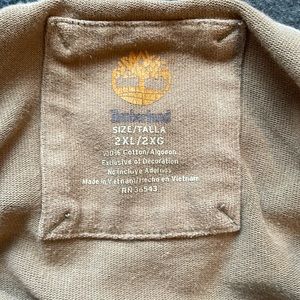 Timberland
SIZE/TALLA
2XL/2XG
100% Cotton/Algodon
Exclusive of Decoration
No Incluye Adornos
Made in Vietnam/Hecho en Vietnam
RN 36543